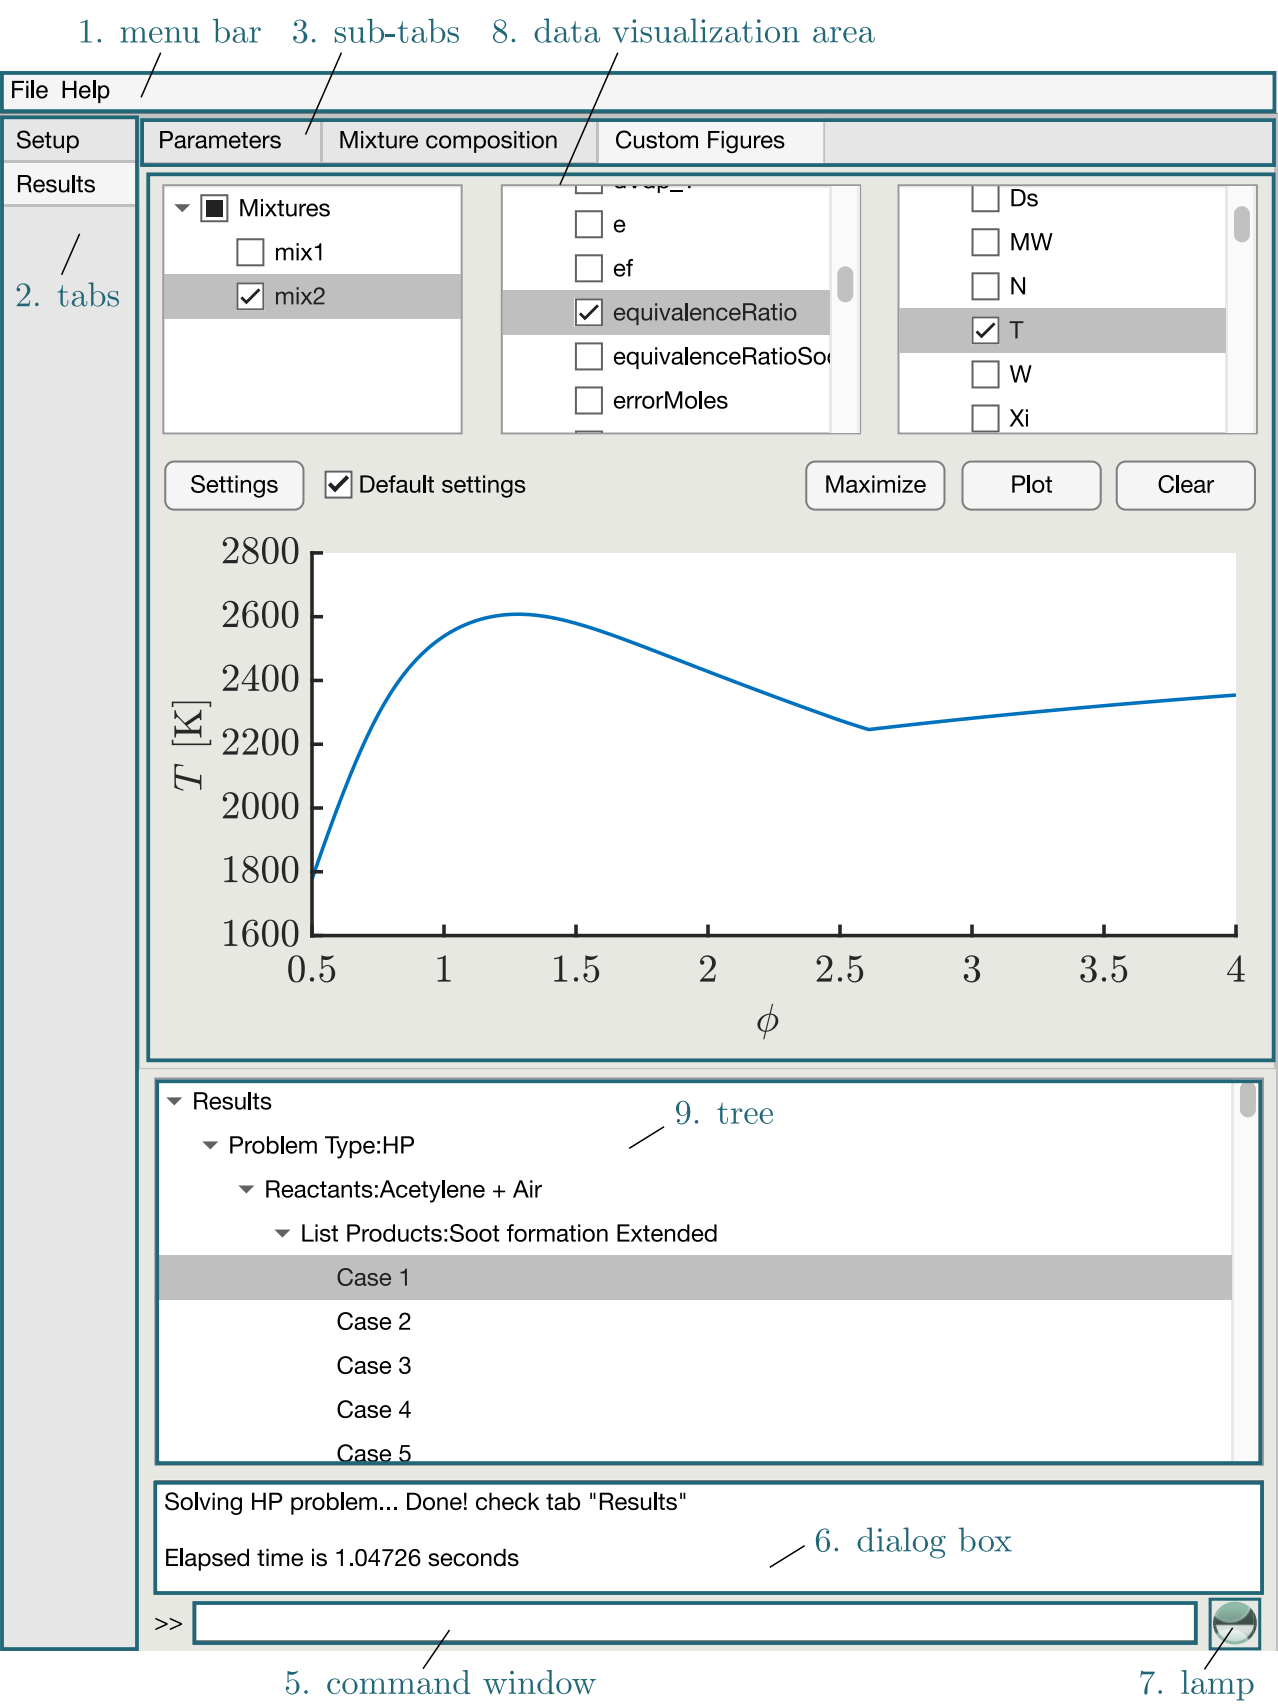 1. menu bar 3. sub-tabs 8. data visualization area
File Help
Setup
Results
2. tabs
Parameters Mixture composition Custom Figures
Mixtures
mix1
mix2
e
ef
equivalenceRatio
equivalenceRatioSo
errorMoles
Ds
MW
N
T
W
Xi
Settings Default settings Maximize Plot Clear
2800
2600
2400
2200
2000
1800
1600
T [K]
0.5 1 1.5 2 2.5 3 3.5 4
ϕ
Results
9. tree
Problem Type:HP
Reactants:Acetylene + Air
List Products:Soot formation Extended
Case 1
Case 2
Case 3
Case 4
Case 5
Solving HP problem... Done! check tab "Results"
6. dialog box
Elapsed time is 1.04726 seconds
>>
5. command window 7. lamp